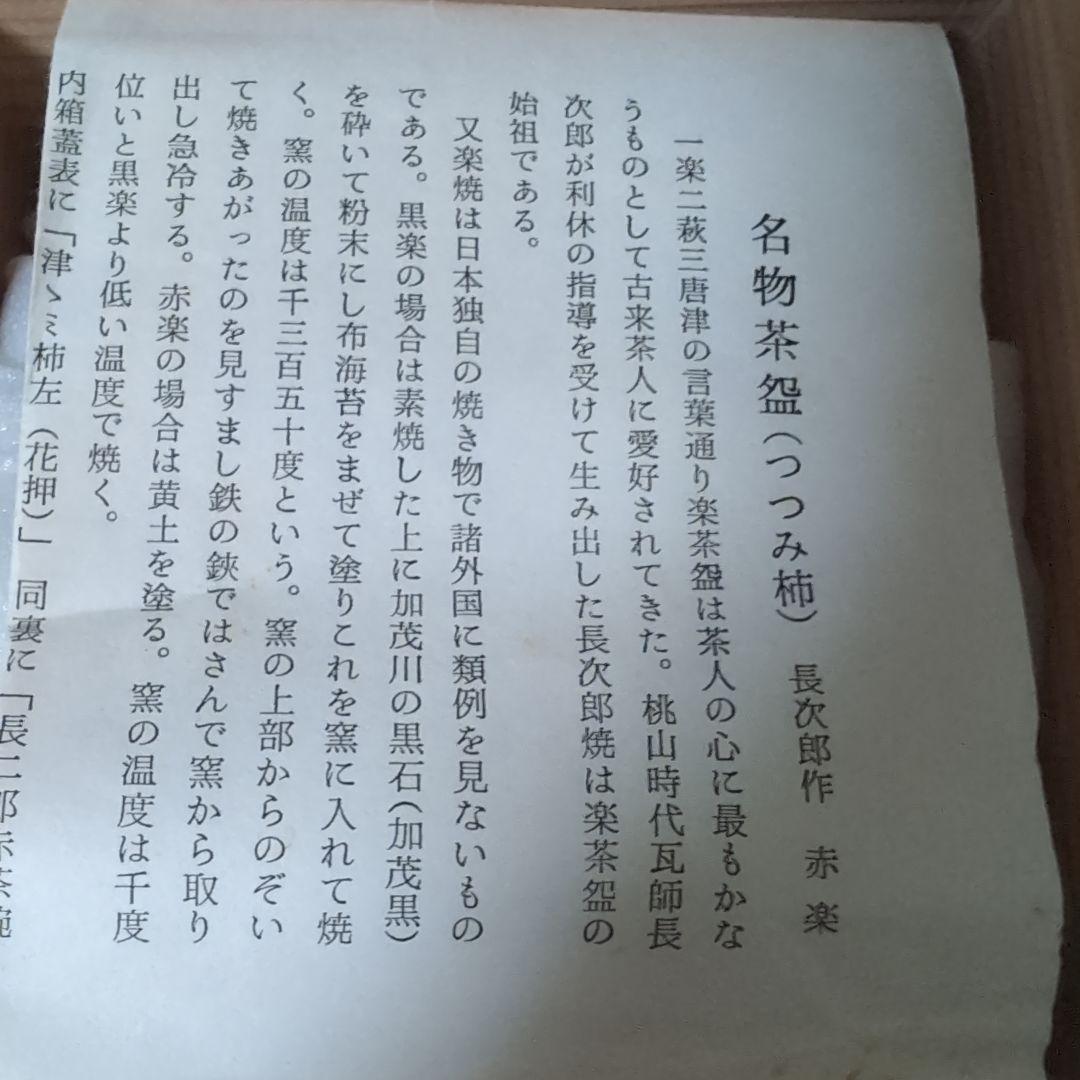 名物茶盌(つつみ柿) 長次郎作 赤楽
一楽二萩三唐津の言葉通り楽茶盌は茶人の心に最もかな
うものとして古来茶人に愛好されてきた。桃山時代瓦師長
次郎が利休の指導を受けて生み出した長次郎焼は楽茶盌の
始祖である。
又楽焼は日本独自の焼き物で諸外国に類例を見ないもの
である。黒楽の場合は素焼した上に加茂川の黒石(加茂黒)
を砕いて粉末にし布海苔をまぜて塗りこれを窯に入れて焼
く。窯の温度は千三百五十度という。窯の上部からのぞい
て焼きあがったのを見すまし鉄の鋏ではさんで窯から取り
出し急冷する。赤楽の場合は黄土を塗る。窯の温度は千度
位いと黒楽より低い温度で焼く。
内箱蓋表に「津ゝミ柿左(花押)」同裏に「長二郎赤茶碗